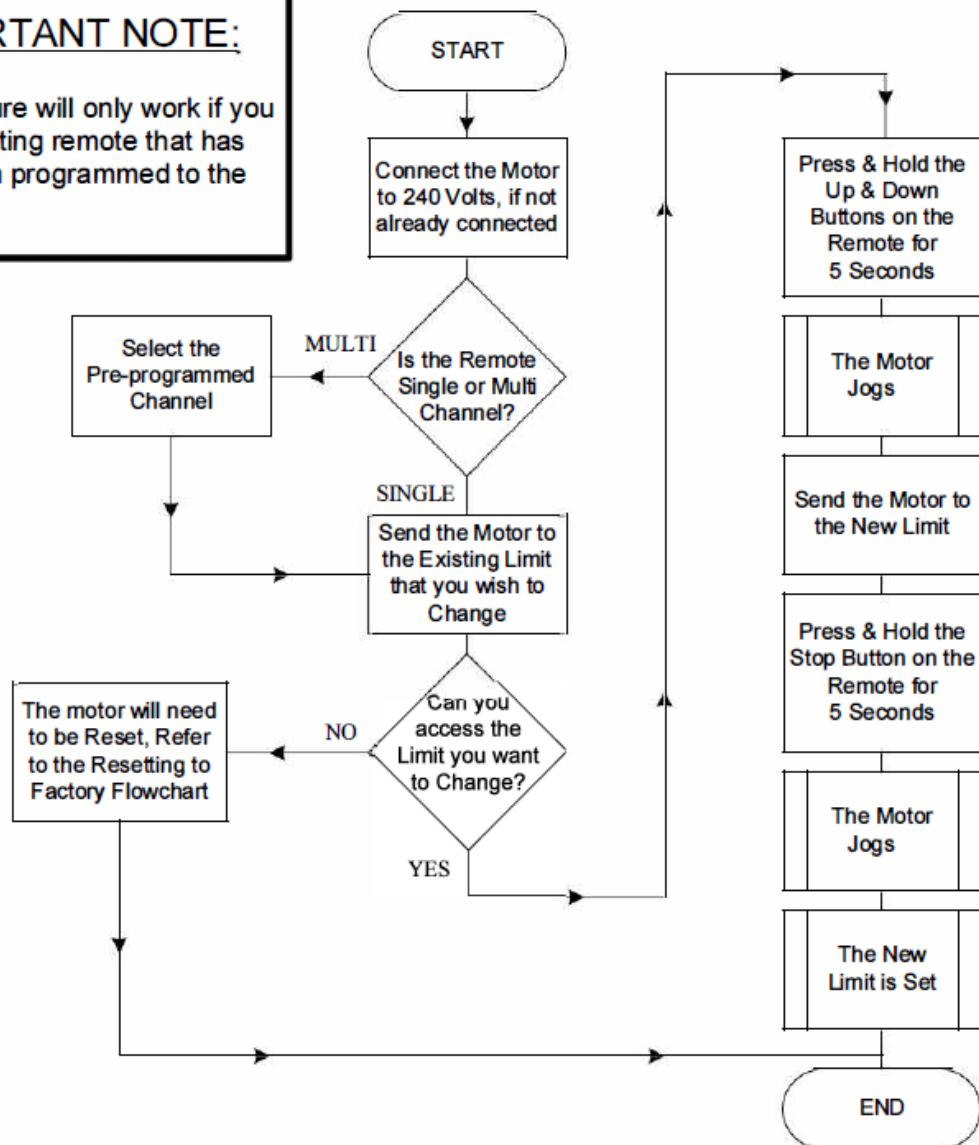 RTANT NOTE:
ure will only work if you
ting remote that has
programmed to the
START
Connect the Motor
to 240 Volts, if not
already connected
Is the Remote
Single or Multi
Channel?
MULTI
Select the
Pre-programmed
Channel
SINGLE
Send the Motor to
the Existing Limit
that you wish to
Change
Can you
access the
Limit you want
to Change?
NO
The motor will need
to be Reset, Refer
to the Resetting to
Factory Flowchart
YES
Press & Hold the
Up & Down
Buttons on the
Remote for
5 Seconds
The Motor
Jogs
Send the Motor to
the New Limit
Press & Hold the
Stop Button on the
Remote for
5 Seconds
The Motor
Jogs
The New
Limit is Set
END